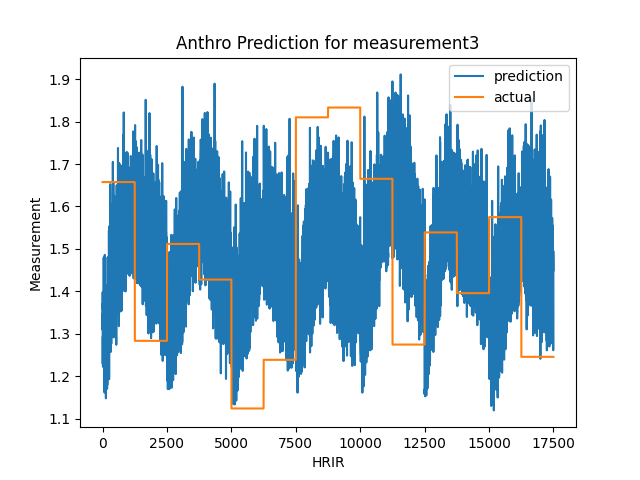 Anthro Prediction for measurement3
prediction
actual
Measurement
1.9
1.8
1.7
1.6
1.5
1.4
1.3
1.2
1.1
0 2500 5000 7500 10000 12500 15000 17500
HRIR